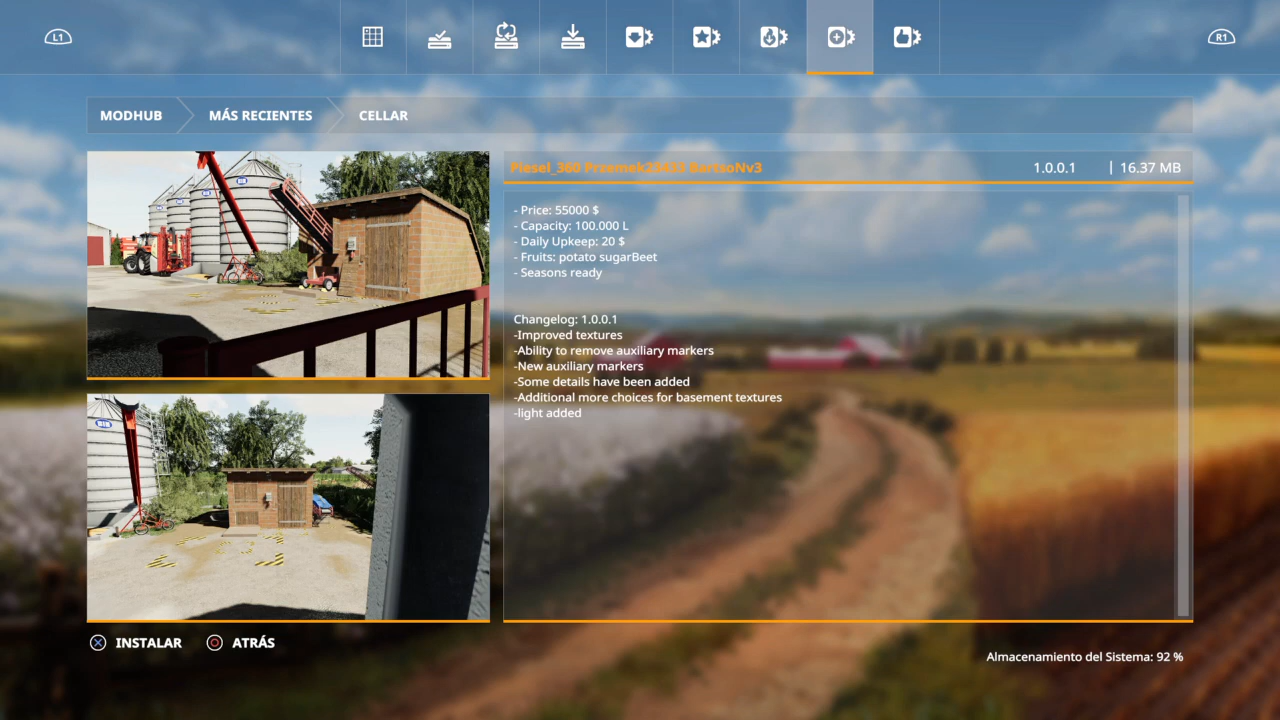 L1
R1
MODHUB
MÁS RECIENTES
CELLAR
Piesel_360 Przemek23433 BartsoNv3
1.0.0.1
| 16.37 MB
- Price: 55000 $
- Capacity: 100.000 L
- Daily Upkeep: 20 $
- Fruits: potato sugarBeet
- Seasons ready
Changelog: 1.0.0.1
-Improved textures
-Ability to remove auxiliary markers
-New auxiliary markers
-Some details have been added
-Additional more choices for basement textures
-light added
INSTALAR
ATRÁS
Almacenamiento del Sistema: 92 %